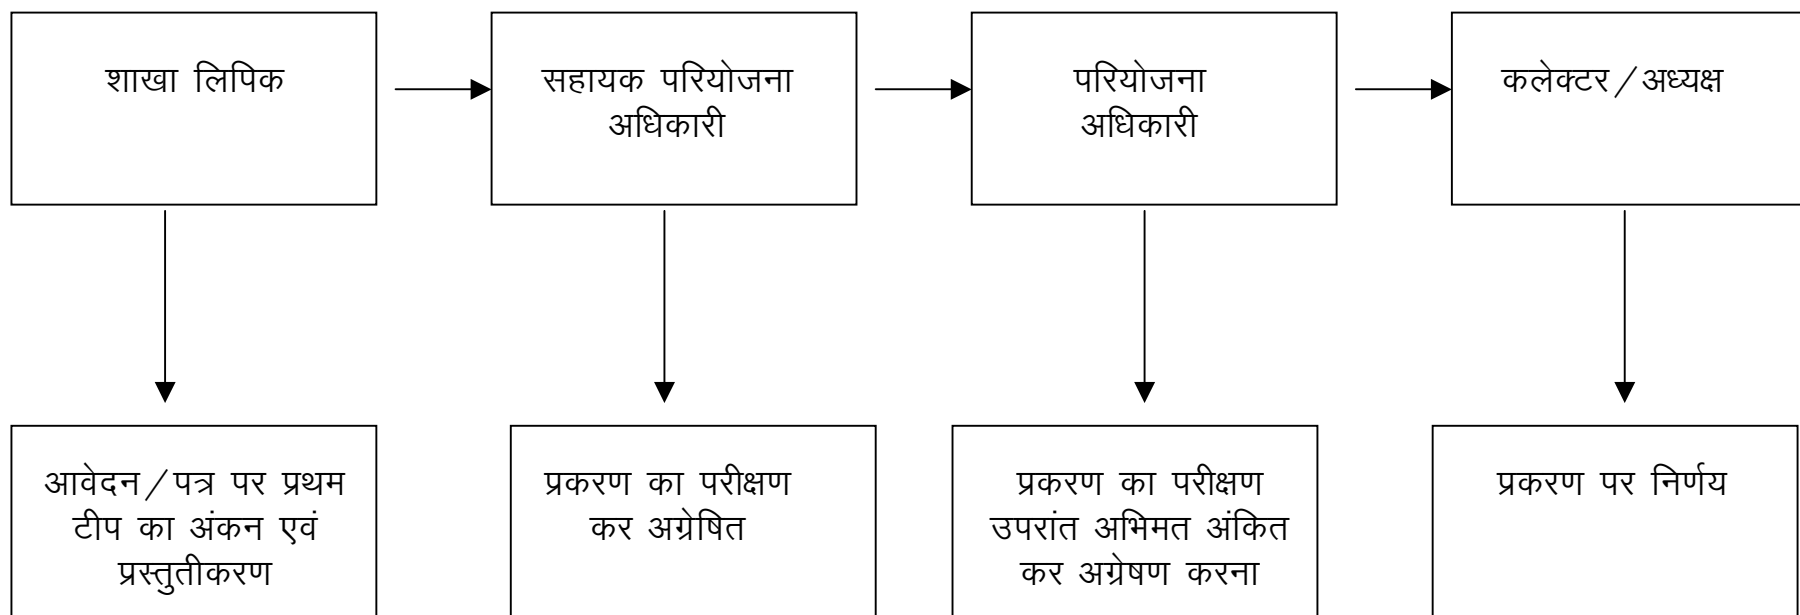 शाखा लिपिक
सहायक परियोजना
अधिकारी
परियोजना
अधिकारी
कलेक्टर/अध्यक्ष
आवेदन/पत्र पर प्रथम
टीप का अंकन एवं
प्रस्तुतीकरण
प्रकरण का परीक्षण
कर अग्रेषित
प्रकरण का परीक्षण
उपरांत अभिमत अंकित
कर अग्रेषण करना
प्रकरण पर निर्णय